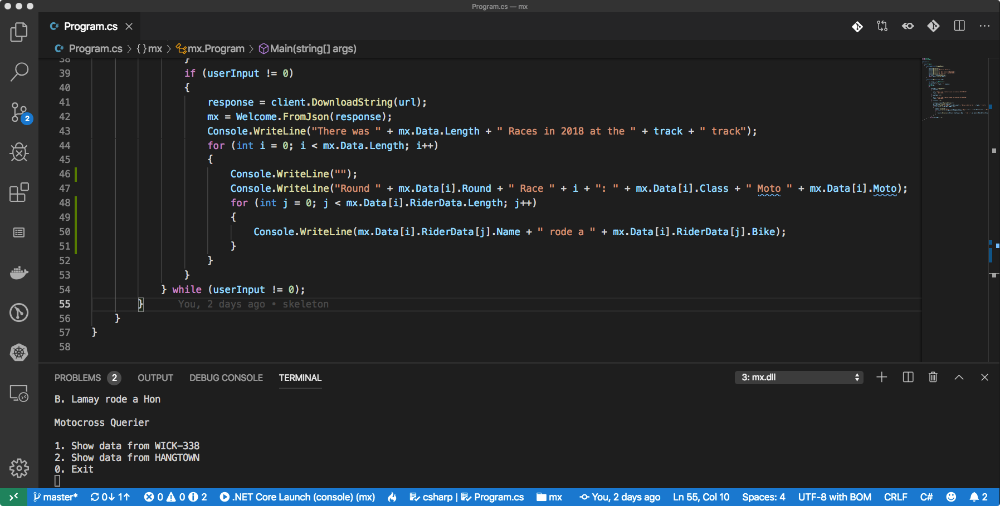 Program.cs — mx
C# Program.cs
C# Program.cs > {} mx > mx.Program > Main(string[] args)
38 }
39 if (userInput != 0)
40 {
41 response = client.DownloadString(url);
42 mx = Welcome.FromJson(response);
43 Console.WriteLine("There was " + mx.Data.Length + " Races in 2018 at the " + track + " track");
44 for (int i = 0; i < mx.Data.Length; i++)
45 {
46 Console.WriteLine("");
47 Console.WriteLine("Round " + mx.Data[i].Round + " Race " + i + ": " + mx.Data[i].Class + " Moto " + mx.Data[i].Moto);
48 for (int j = 0; j < mx.Data[i].RiderData.Length; j++)
49 {
50 Console.WriteLine(mx.Data[i].RiderData[j].Name + " rode a " + mx.Data[i].RiderData[j].Bike);
51 }
52 }
53 }
54 } while (userInput != 0);
55 } You, 2 days ago • skeleton
56 }
57 }
58
2
PROBLEMS 2 OUTPUT DEBUG CONSOLE TERMINAL 3: mx.dll
B. Lamay rode a Hon
Motocross Querier
1. Show data from WICK-338
2. Show data from HANGTOWN
0. Exit
master* 0↓ 1↑ 0 0 2 .NET Core Launch (console) (mx) csharp | Program.cs mx You, 2 days ago Ln 55, Col 10 Spaces: 4 UTF-8 with BOM CRLF C# 2